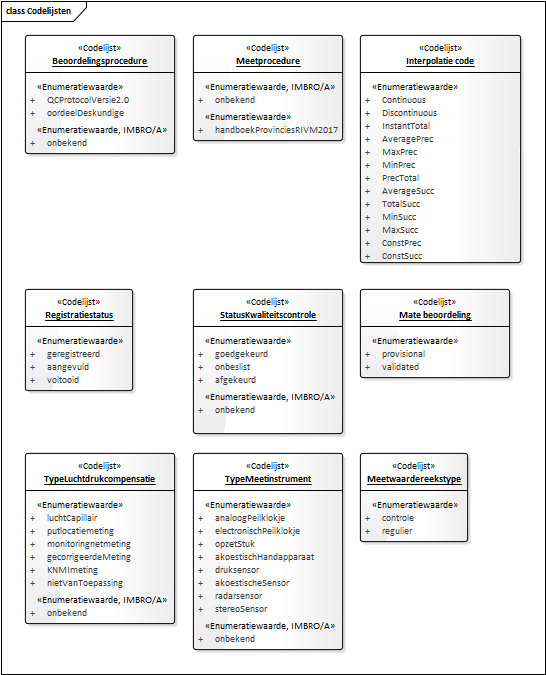 class Codelijsten
«Codelijst»
Beoordelingsprocedure
«Enumeratiewaarde»
+ QCProtocolVersie2.0
+ oordeelDeskundige
«Enumeratiewaarde, IMBRO/A»
+ onbekend
«Codelijst»
Meetprocedure
«Enumeratiewaarde, IMBRO/A»
+ onbekend
«Enumeratiewaarde»
+ handboekProvinciesRIVM2017
«Codelijst»
Interpolatie code
«Enumeratiewaarde»
+ Continuous
+ Discontinuous
+ InstantTotal
+ AveragePrec
+ MaxPrec
+ MinPrec
+ PrecTotal
+ AverageSucc
+ TotalSucc
+ MinSucc
+ MaxSucc
+ ConstPrec
+ ConstSucc
«Codelijst»
Registratiestatus
«Enumeratiewaarde»
+ geregistreerd
+ aangevuld
+ voltooid
«Codelijst»
StatusKwaliteitscontrole
«Enumeratiewaarde»
+ goedgekeurd
+ onbeslist
+ afgekeurd
«Enumeratiewaarde, IMBRO/A»
+ onbekend
«Codelijst»
Mate beoordeling
«Enumeratiewaarde»
+ provisional
+ validated
«Codelijst»
TypeLuchtdrukcompensatie
«Enumeratiewaarde»
+ luchtCapillair
+ putlocatiemeting
+ monitoringnetmeting
+ gecorrigeerdeMeting
+ KNMImeting
+ nietVanToepassing
«Enumeratiewaarde, IMBRO/A»
+ onbekend
«Codelijst»
TypeMeetinstrument
«Enumeratiewaarde»
+ analoogPeilklokje
+ electronischPeilklokje
+ opzetStuk
+ akoestischHandapparaat
+ druksensor
+ akoestischeSensor
+ radarsensor
+ stereoSensor
«Enumeratiewaarde, IMBRO/A»
+ onbekend
«Codelijst»
Meetwaardereekstype
«Enumeratiewaarde»
+ controle
+ regulier